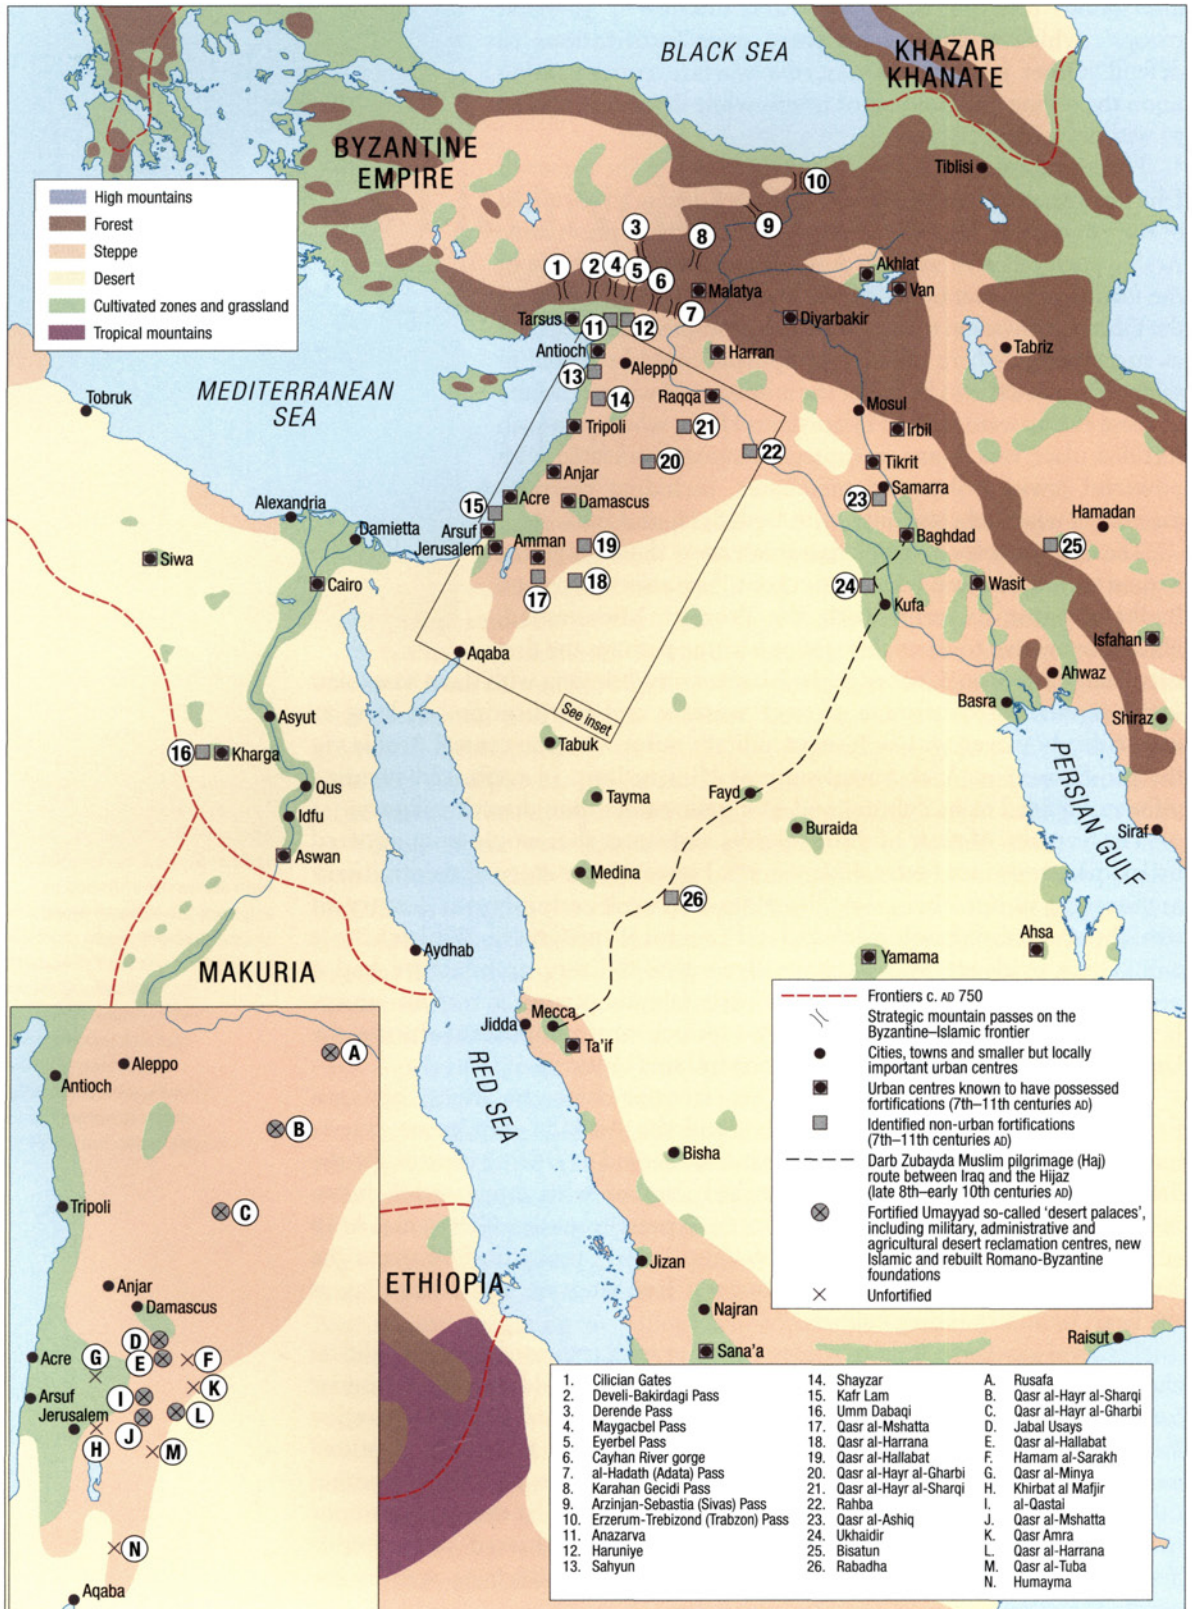 BLACK SEA
KHAZAR
KHANATE
BYZANTINE
EMPIRE
Tiblisi
High mountains
Forest
Steppe
Desert
Cultivated zones and grassland
Tropical mountains
10
9
3
8
1
2
4
5
6
7
Akhlat
Van
Malatya
Tarsus
11
12
Diyarbakir
Antioch
Aleppo
Harran
Tabriz
13
MEDITERRANEAN
SEA
Tobruk
14
Raqqa
Mosul
Tripoli
21
Irbil
20
22
Anjar
Tikrit
Samarra
23
Acre
15
Damascus
Alexandria
Damietta
Arsuf
Jerusalem
Amman
19
Hamadan
Baghdad
25
Siwa
Cairo
18
17
24
Wasit
Kufa
Isfahan
Aqaba
Ahwaz
Basra
See inset
Asyut
Tabuk
Shiraz
16
Kharga
PERSIAN GULF
Qus
Tayma
Fayd
Idfu
Buraida
Siraf
Aswan
Medina
26
Aydhab
Ahsa
MAKURIA
Yamama
Jidda
Mecca
Ta'if
RED SEA
Bisha
ETHIOPIA
Jizan
Najran
Sana'a
Raisut
Frontiers c. AD 750
Strategic mountain passes on the
Byzantine–Islamic frontier
Cities, towns and smaller but locally
important urban centres
Urban centres known to have possessed
fortifications (7th–11th centuries AD)
Identified non-urban fortifications
(7th–11th centuries AD)
Darb Zubayda Muslim pilgrimage (Haj)
route between Iraq and the Hijaz
(late 8th–early 10th centuries AD)
Fortified Umayyad so-called 'desert palaces',
including military, administrative and
agricultural desert reclamation centres, new
Islamic and rebuilt Romano-Byzantine
foundations
Unfortified
Aleppo
A
Antioch
B
Tripoli
C
Anjar
Damascus
D
Acre
G
E
F
Arsuf
I
K
Jerusalem
L
J
H
M
N
Aqaba
1. Cilician Gates
2. Develi-Bakirdagi Pass
3. Derende Pass
4. Maygacbel Pass
5. Eyerbel Pass
6. Cayhan River gorge
7. al-Hadath (Adata) Pass
8. Karahan Gecidi Pass
9. Arzinjan-Sebastia (Sivas) Pass
10. Erzerum-Trebizond (Trabzon) Pass
11. Anazarva
12. Haruniye
13. Sahyun
14. Shayzar
15. Kafr Lam
16. Umm Dabaqi
17. Qasr al-Mshatta
18. Qasr al-Harrana
19. Qasr al-Hallabat
20. Qasr al-Hayr al-Gharbi
21. Qasr al-Hayr al-Sharqi
22. Rahba
23. Qasr al-Ashiq
24. Ukhaidir
25. Bisatun
26. Rabadha
A. Rusafa
B. Qasr al-Hayr al-Sharqi
C. Qasr al-Hayr al-Gharbi
D. Jabal Usays
E. Qasr al-Hallabat
F. Hamam al-Sarakh
G. Qasr al-Minya
H. Khirbat al Mafjir
I. al-Qastai
J. Qasr al-Mshatta
K. Qasr Amra
L. Qasr al-Harrana
M. Qasr al-Tuba
N. Humayma